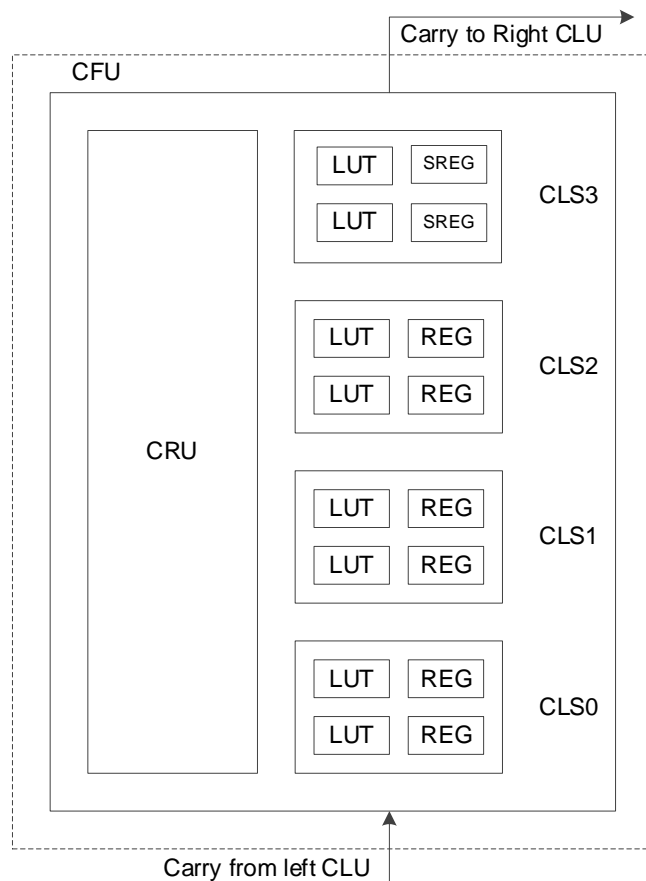 Carry to Right CLU
CFU
LUT SREG
LUT SREG
CLS3
LUT REG
LUT REG
CLS2
CRU
LUT REG
LUT REG
CLS1
LUT REG
LUT REG
CLS0
Carry from left CLU